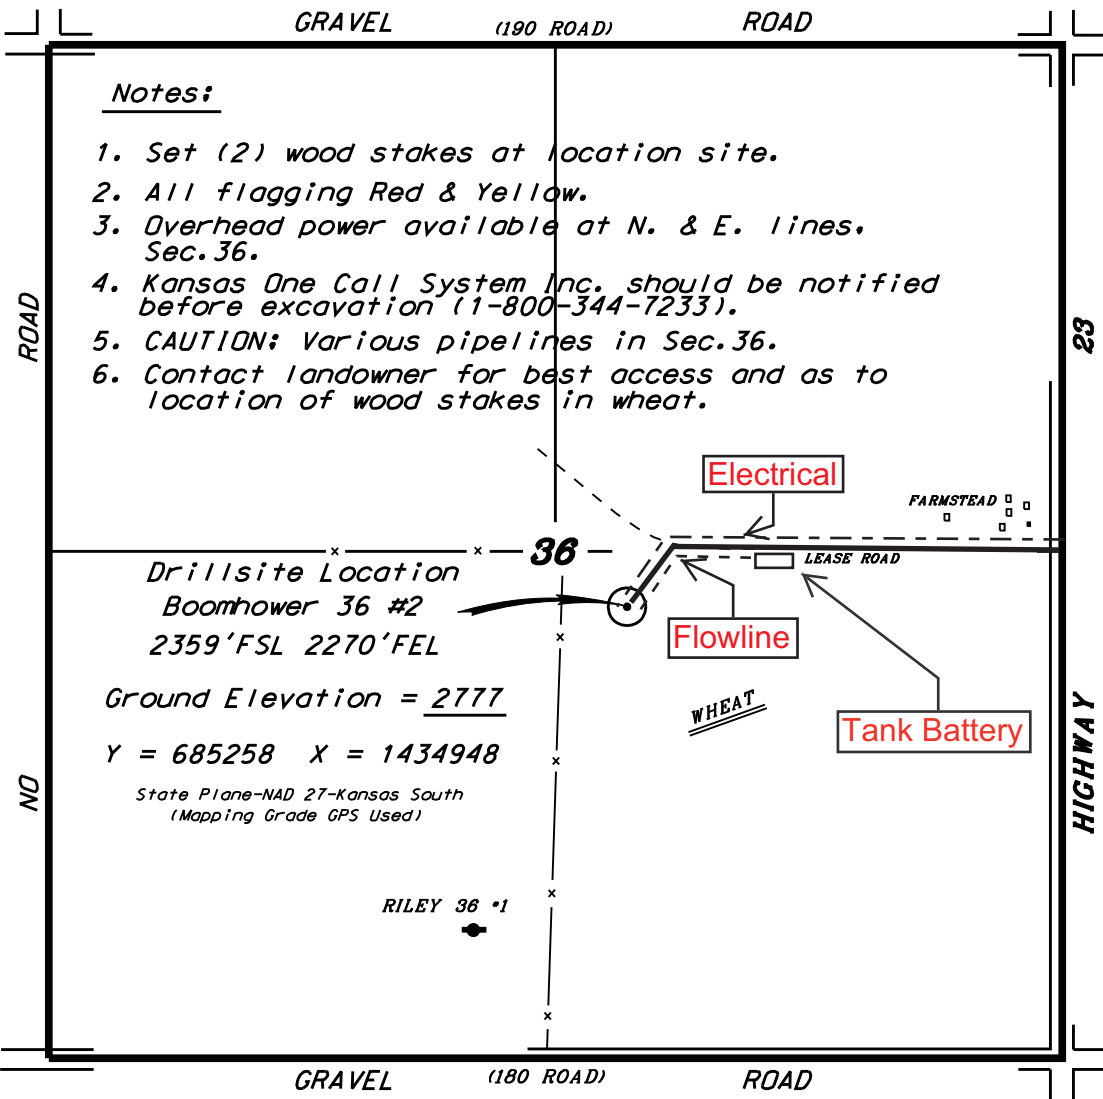 GRAVEL (190 ROAD) ROAD
Notes:
1. Set (2) wood stakes at location site.
2. All flagging Red & Yellow.
3. Overhead power available at N. & E. lines,
Sec.36.
4. Kansas One Call System Inc. should be notified
before excavation (1-800-344-7233).
5. CAUTION: Various pipelines in Sec.36.
6. Contact landowner for best access and as to
location of wood stakes in wheat.
NO ROAD
HIGHWAY 23
Electrical
FARMSTEAD
36
LEASE ROAD
Drillsite Location
Boomhower 36 #2
2359'FSL 2270'FEL
Flowline
Ground Elevation = 2777
WHEAT
Tank Battery
Y = 685258 X = 1434948
State Plane-NAD 27-Kansas South
(Mapping Grade GPS Used)
RILEY 36 #1
GRAVEL (180 ROAD) ROAD